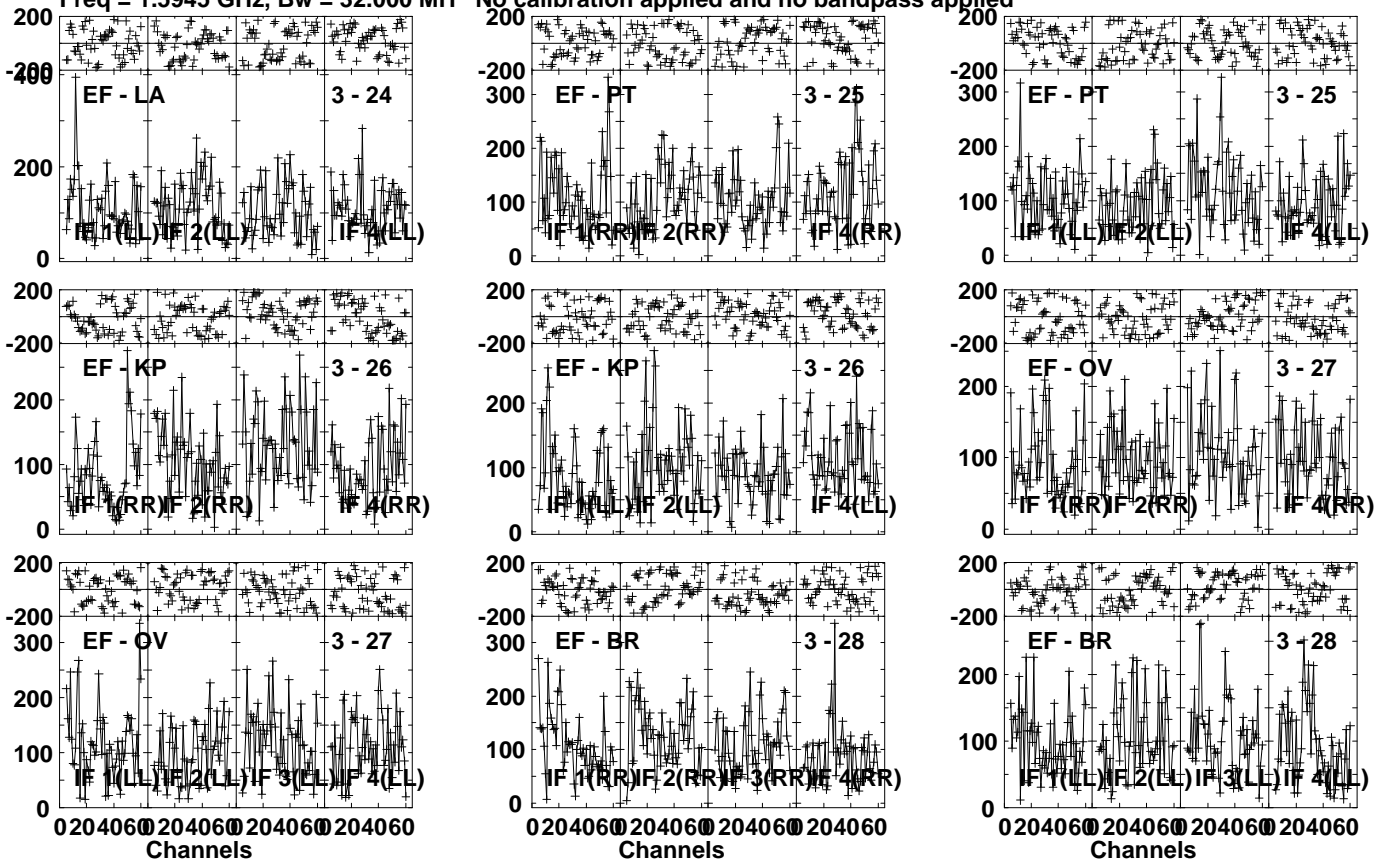 Freq = 1.5945 GHz, Bw = 32.000 MH No calibration applied and no bandpass applied
200 200 200
-200 -200 -200
400 EF - LA 3 - 24 300 EF - PT 3 - 25 300 EF - PT 3 - 25
200 200 200
100 100
0 0 0
IF 1(LL) IF 2(LL) IF 4(LL) IF 1(RR) IF 2(RR) IF 4(RR) IF 1(LL) IF 2(LL) IF 4(LL)
200 200 200
-200 -200 -200
EF - KP 3 - 26 EF - KP 3 - 26 EF - OV 3 - 27
200 200 200
100 100 100
0 0 0
IF 1(RR) IF 2(RR) IF 4(RR) IF 1(LL) IF 2(LL) IF 4(LL) IF 1(RR) IF 2(RR) IF 4(RR)
200 200 200
-200 -200 -200
300 EF - OV 3 - 27 EF - BR 3 - 28 EF - BR 3 - 28
200 200 200
100 100 100
IF 1(LL) IF 2(LL) IF 3(LL) IF 4(LL) IF 1(RR) IF 2(RR) IF 3(RR) IF 4(RR) IF 1(LL) IF 2(LL) IF 3(LL) IF 4(LL)
0 0 0
0 20 40 60 0 20 40 60 0 20 40 60 0 20 40 60 0 20 40 60 0 20 40 60 0 20 40 60 0 20 40 60 0 20 40 60 0 20 40 60 0 20 40 60 0 20 40 60
Channels Channels Channels